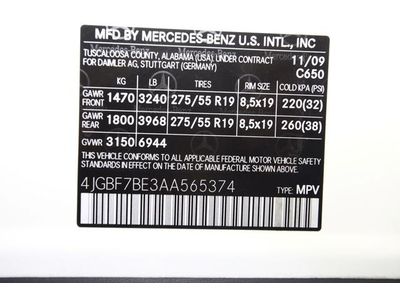 MFD BY MERCEDES-BENZ U.S. INTL., INC
TUSCALOOSA COUNTY, ALABAMA (USA) UNDER CONTRACT 11/09
FOR DAIMLER AG, STUTTGART (GERMANY) C650
KG LB TIRES RIM SIZE COLD KPA (PSI)
GAWR FRONT 1470 3240 275/55 R19 8,5x19 220(32)
GAWR REAR 1800 3968 275/55 R19 8,5x19 260(38)
GVWR 3150 6944
THIS VEHICLE CONFORMS TO ALL APPLICABLE U.S. FEDERAL MOTOR VEHICLE SAFETY AND THEFT PREVENTION STANDARDS IN EFFECT ON THE DATE OF MANUFACTURE SHOWN ABOVE.
4JGBF7BE3AA565374 TYPE: MPV